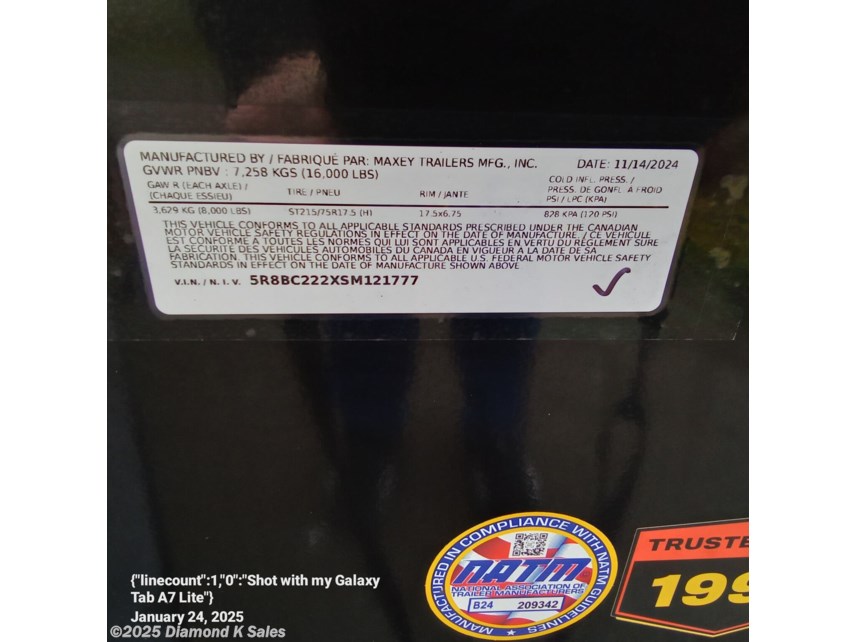 MANUFACTURED BY / FABRIQUÉ PAR: MAXEY TRAILERS MFG., INC. DATE: 11/14/2024
GVWR PNBV : 7,258 KGS (16,000 LBS)
GAWR (EACH AXLE) / (CHAQUE ESSIEU) TIRE / PNEU RIM / JANTE COLD INFL. PRESS. / PRESS. DE GONFL. A FROID PSI / LPC (KPA)
3,629 KG (8,000 LBS) ST215/75R17.5 (H) 17.5x6.75 828 KPA (120 PSI)
THIS VEHICLE CONFORMS TO ALL APPLICABLE STANDARDS PRESCRIBED UNDER THE CANADIAN
MOTOR VEHICLE SAFETY REGULATIONS IN EFFECT ON THE DATE OF MANUFACTURE. / CE VEHICULE
EST CONFORME A TOUTES LES NORMES QUI LUI SONT APPLICABLES EN VERTU DU REGLEMENT SUR
LA SECURITE DES VEHICULES AUTOMOBILES DU CANADA EN VIGUEUR A LA DATE DE SA
FABRICATION. THIS VEHICLE CONFORMS TO ALL APPLICABLE U.S. FEDERAL MOTOR VEHICLE SAFETY
STANDARDS IN EFFECT ON THE DATE OF MANUFACTURE SHOWN ABOVE
V.I.N. / N. I. V. 5R8BC222XSM121777
MANUFACTURED IN COMPLIANCE WITH NATM GUIDELINES
NATM
NATIONAL ASSOCIATION OF
TRAILER MANUFACTURERS
B24 209342
TRUSTE
199
{"linecount":1,"0":"Shot with my Galaxy
Tab A7 Lite"}
January 24, 2025
©2025 Diamond K Sales